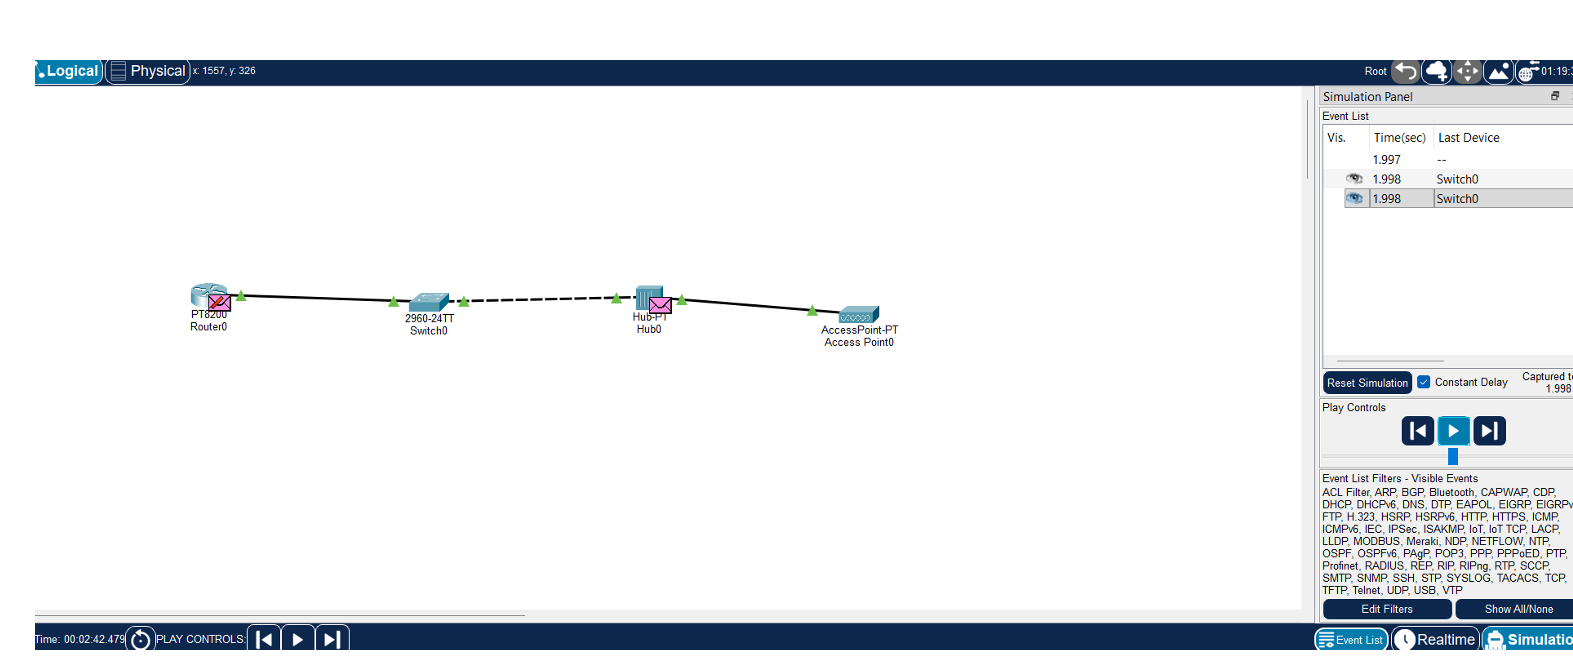 Logical Physical x: 1557, y: 326 Root 01:19:3
Simulation Panel
Event List
Vis. Time(sec) Last Device
1.997 --
1.998 Switch0
1.998 Switch0
PT8200
Router0
2960-24TT
Switch0
Hub-PT
Hub0
AccessPoint-PT
Access Point0
Reset Simulation Constant Delay Captured to
1.998
Play Controls
Event List Filters - Visible Events
ACL Filter, ARP, BGP, Bluetooth, CAPWAP, CDP,
DHCP, DHCPv6, DNS, DTP, EAPOL, EIGRP, EIGRPv
FTP, H.323, HSRP, HSRPv6, HTTP, HTTPS, ICMP,
ICMPv6, IEC, IPSec, ISAKMP, IoT, IoT TCP, LACP,
LLDP, MODBUS, Meraki, NDP, NETFLOW, NTP,
OSPF, OSPFv6, PAgP, POP3, PPP, PPPoED, PTP,
Profinet, RADIUS, REP, RIP, RIPng, RTP, SCCP,
SMTP, SNMP, SSH, STP, SYSLOG, TACACS, TCP,
TFTP, Telnet, UDP, USB, VTP
Edit Filters Show All/None
Time: 00:02:42.479 PLAY CONTROLS: Event List Realtime Simulatio